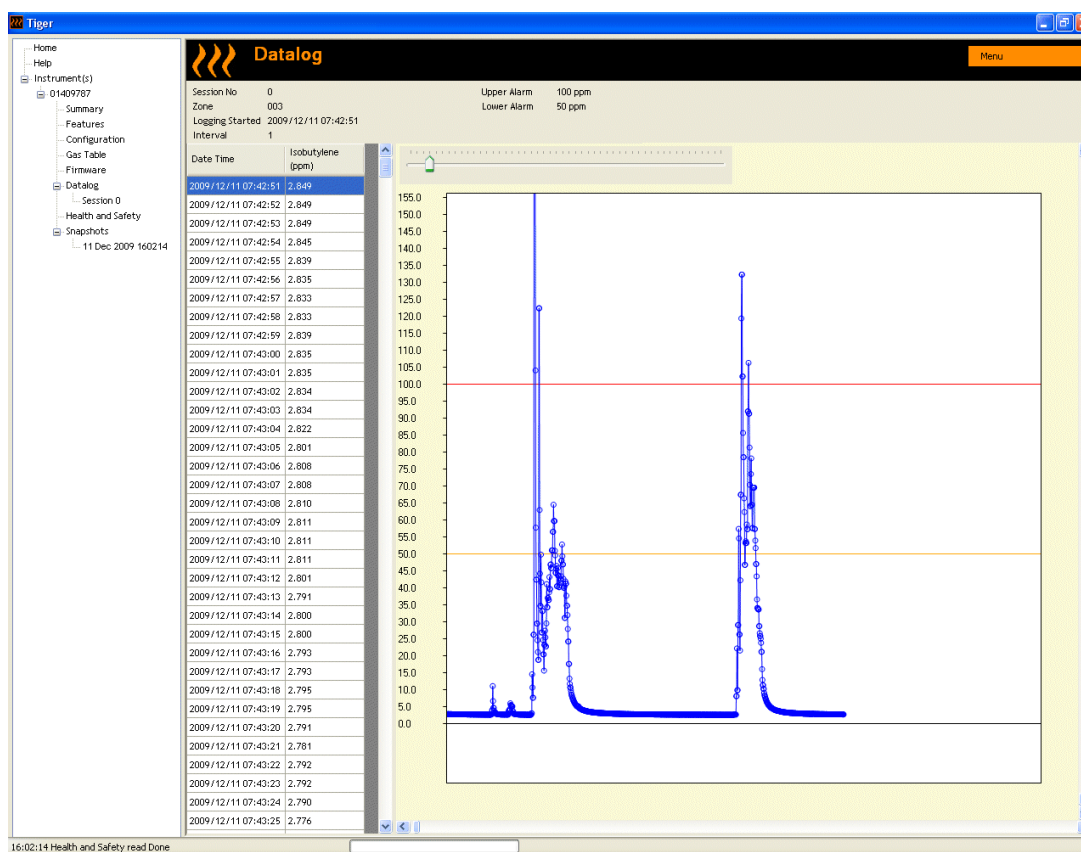 Tiger
Home
Help
Instrument(s)
01409787
Summary
Features
Configuration
Gas Table
Firmware
Datalog
Session 0
Health and Safety
Snapshots
11 Dec 2009 160214
Datalog
Menu
Session No 0 Upper Alarm 100 ppm
Zone 003 Lower Alarm 50 ppm
Logging Started 2009/12/11 07:42:51
Interval 1
Date Time Isobutylene
(ppm)
2009/12/11 07:42:51 2.849
2009/12/11 07:42:52 2.849
2009/12/11 07:42:53 2.849
2009/12/11 07:42:54 2.845
2009/12/11 07:42:55 2.839
2009/12/11 07:42:56 2.835
2009/12/11 07:42:57 2.833
2009/12/11 07:42:58 2.833
2009/12/11 07:42:59 2.839
2009/12/11 07:43:00 2.835
2009/12/11 07:43:01 2.835
2009/12/11 07:43:02 2.834
2009/12/11 07:43:03 2.834
2009/12/11 07:43:04 2.822
2009/12/11 07:43:05 2.801
2009/12/11 07:43:06 2.808
2009/12/11 07:43:07 2.808
2009/12/11 07:43:08 2.810
2009/12/11 07:43:09 2.811
2009/12/11 07:43:10 2.811
2009/12/11 07:43:11 2.811
2009/12/11 07:43:12 2.801
2009/12/11 07:43:13 2.791
2009/12/11 07:43:14 2.800
2009/12/11 07:43:15 2.800
2009/12/11 07:43:16 2.793
2009/12/11 07:43:17 2.793
2009/12/11 07:43:18 2.795
2009/12/11 07:43:19 2.795
2009/12/11 07:43:20 2.791
2009/12/11 07:43:21 2.781
2009/12/11 07:43:22 2.792
2009/12/11 07:43:23 2.792
2009/12/11 07:43:24 2.790
2009/12/11 07:43:25 2.776
155.0
150.0
145.0
140.0
135.0
130.0
125.0
120.0
115.0
110.0
105.0
100.0
95.0
90.0
85.0
80.0
75.0
70.0
65.0
60.0
55.0
50.0
45.0
40.0
35.0
30.0
25.0
20.0
15.0
10.0
5.0
0.0
16:02:14 Health and Safety read Done